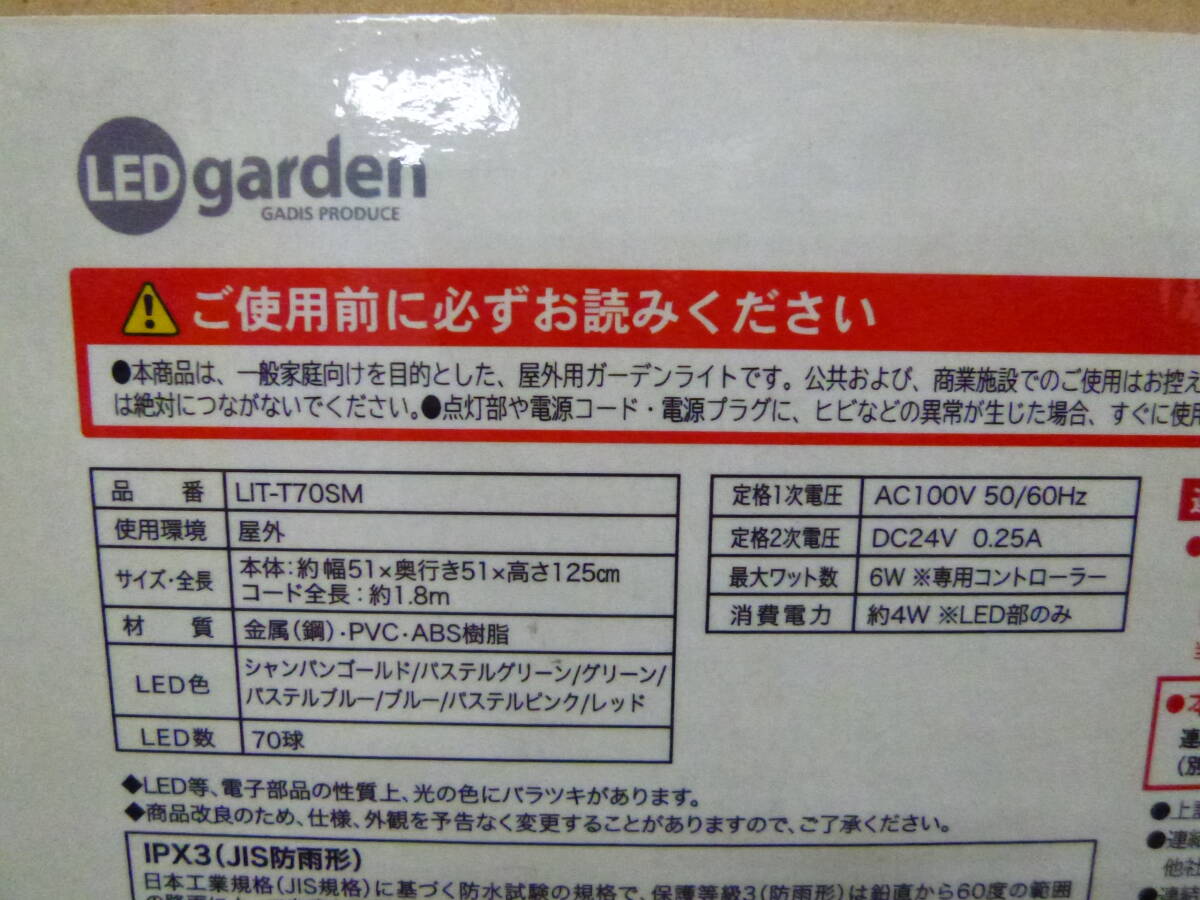 LED garden
GADIS PRODUCE
ご使用前に必ずお読みください
●本商品は、一般家庭向けを目的とした、屋外用ガーデンライトです。公共および、商業施設でのご使用はお控え
は絶対につながないでください。●点灯部や電源コード・電源プラグに、ヒビなどの異常が生じた場合、すぐに使用
品番 LIT-T70SM
使用環境 屋外
サイズ・全長 本体:約幅51×奥行き51×高さ125cm
コード全長:約1.8m
材質 金属(鋼)・PVC・ABS樹脂
LED色 シャンパンゴールド/パステルグリーン/グリーン/
パステルブルー/ブルー/パステルピンク/レッド
LED数 70球
定格1次電圧 AC100V 50/60Hz
定格2次電圧 DC24V 0.25A
最大ワット数 6W ※専用コントローラー
消費電力 約4W ※LED部のみ
◆LED等、電子部品の性質上、光の色にバラツキがあります。
◆商品改良のため、仕様、外観を予告なく変更することがありますので、ご了承ください。
IPX3(JIS防雨形)
日本工業規格(JIS規格)に基づく防水試験の規格で、保護等級3(防雨形)は鉛直から60度の範囲
連
(別
●上
●連結
他社
●連結